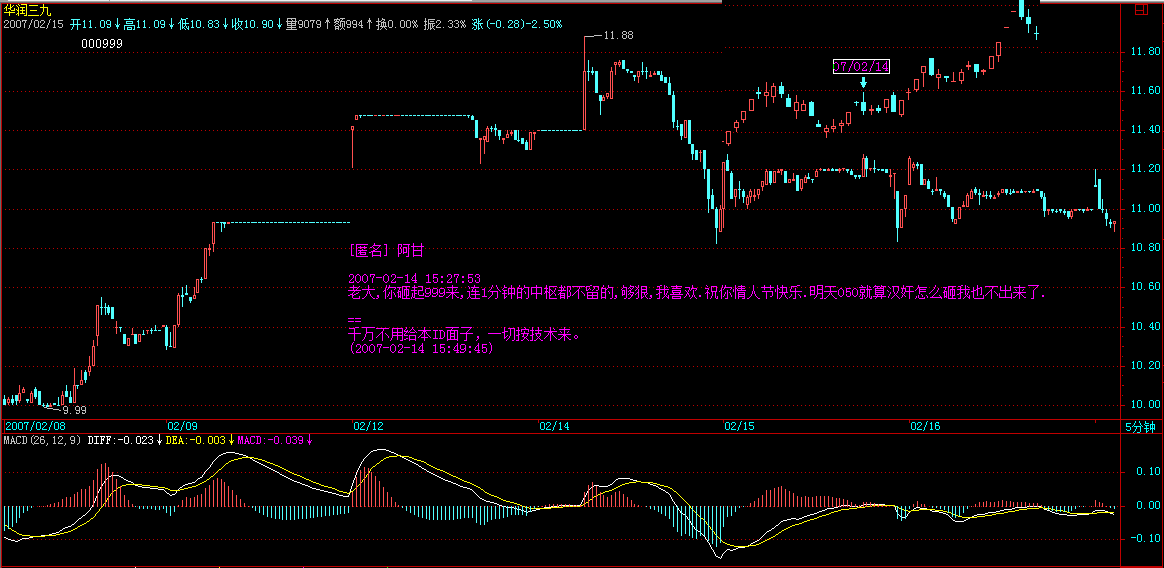 华润三九
2007/02/15 开11.09↓高11.09↓低10.83↓收10.90↓量9079↑额994↑换0.00% 振2.33% 涨(-0.28)-2.50%
000999
11.88
07/02/14
11.80
11.60
11.40
11.20
11.00
10.80
10.60
10.40
10.20
10.00
[匿名] 阿甘
2007-02-14 15:27:53
老大,你砸起999来,连1分钟的中枢都不留的,够狠,我喜欢.祝你情人节快乐.明天050就算汉奸怎么砸我也不出来了.
==
千万不用给本ID面子，一切按技术来。
(2007-02-14 15:49:45)
9.99
2007/02/08 02/09 02/12 02/14 02/15 02/16 5分钟
MACD(26,12,9) DIFF:-0.023↓DEA:-0.003↓MACD:-0.039↓
0.10
0.00
-0.10